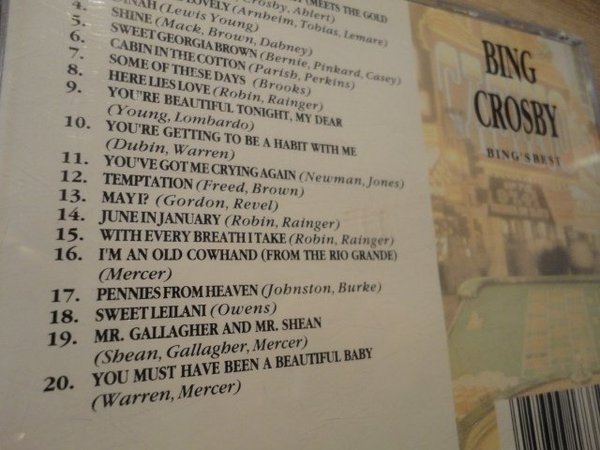 MEETS THE GOLD
Crosby, Ahlert)
LOVELY (Arnheim, Tobias, Lemare)
DINAH (Lewis Young)
4. SHINE (Mack, Brown, Dabney)
5. SWEET GEORGIA BROWN (Bernie, Pinkard, Casey)
6. CABIN IN THE COTTON (Parish, Perkins)
7. SOME OF THESE DAYS (Brooks)
8. HERE LIES LOVE (Robin, Rainger)
9. YOU'RE BEAUTIFUL TONIGHT, MY DEAR
(Young, Lombardo)
10. YOU'RE GETTING TO BE A HABIT WITH ME
(Dubin, Warren)
11. YOU'VE GOT ME CRYING AGAIN (Newman, Jones)
12. TEMPTATION (Freed, Brown)
13. MAY I? (Gordon, Revel)
14. JUNE IN JANUARY (Robin, Rainger)
15. WITH EVERY BREATH I TAKE (Robin, Rainger)
16. I'M AN OLD COWHAND (FROM THE RIO GRANDE)
(Mercer)
17. PENNIES FROM HEAVEN (Johnston, Burke)
18. SWEET LEILANI (Owens)
19. MR. GALLAGHER AND MR. SHEAN
(Shean, Gallagher, Mercer)
20. YOU MUST HAVE BEEN A BEAUTIFUL BABY
(Warren, Mercer)
BING
CROSBY
BING'S BEST